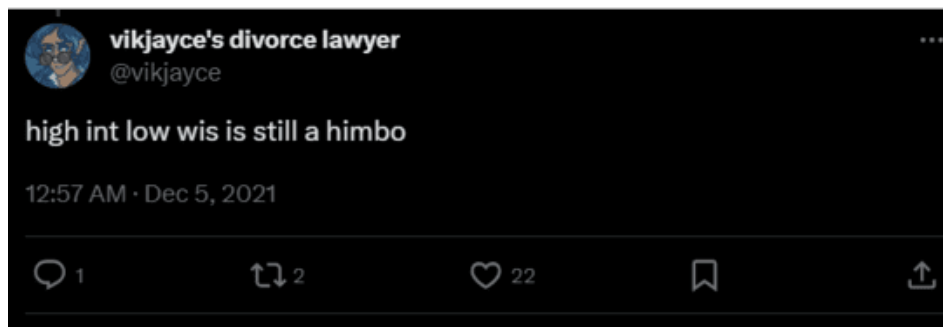 vikjayce's divorce lawyer
@vikjayce
high int low wis is still a himbo
12:57 AM · Dec 5, 2021
1 2 22